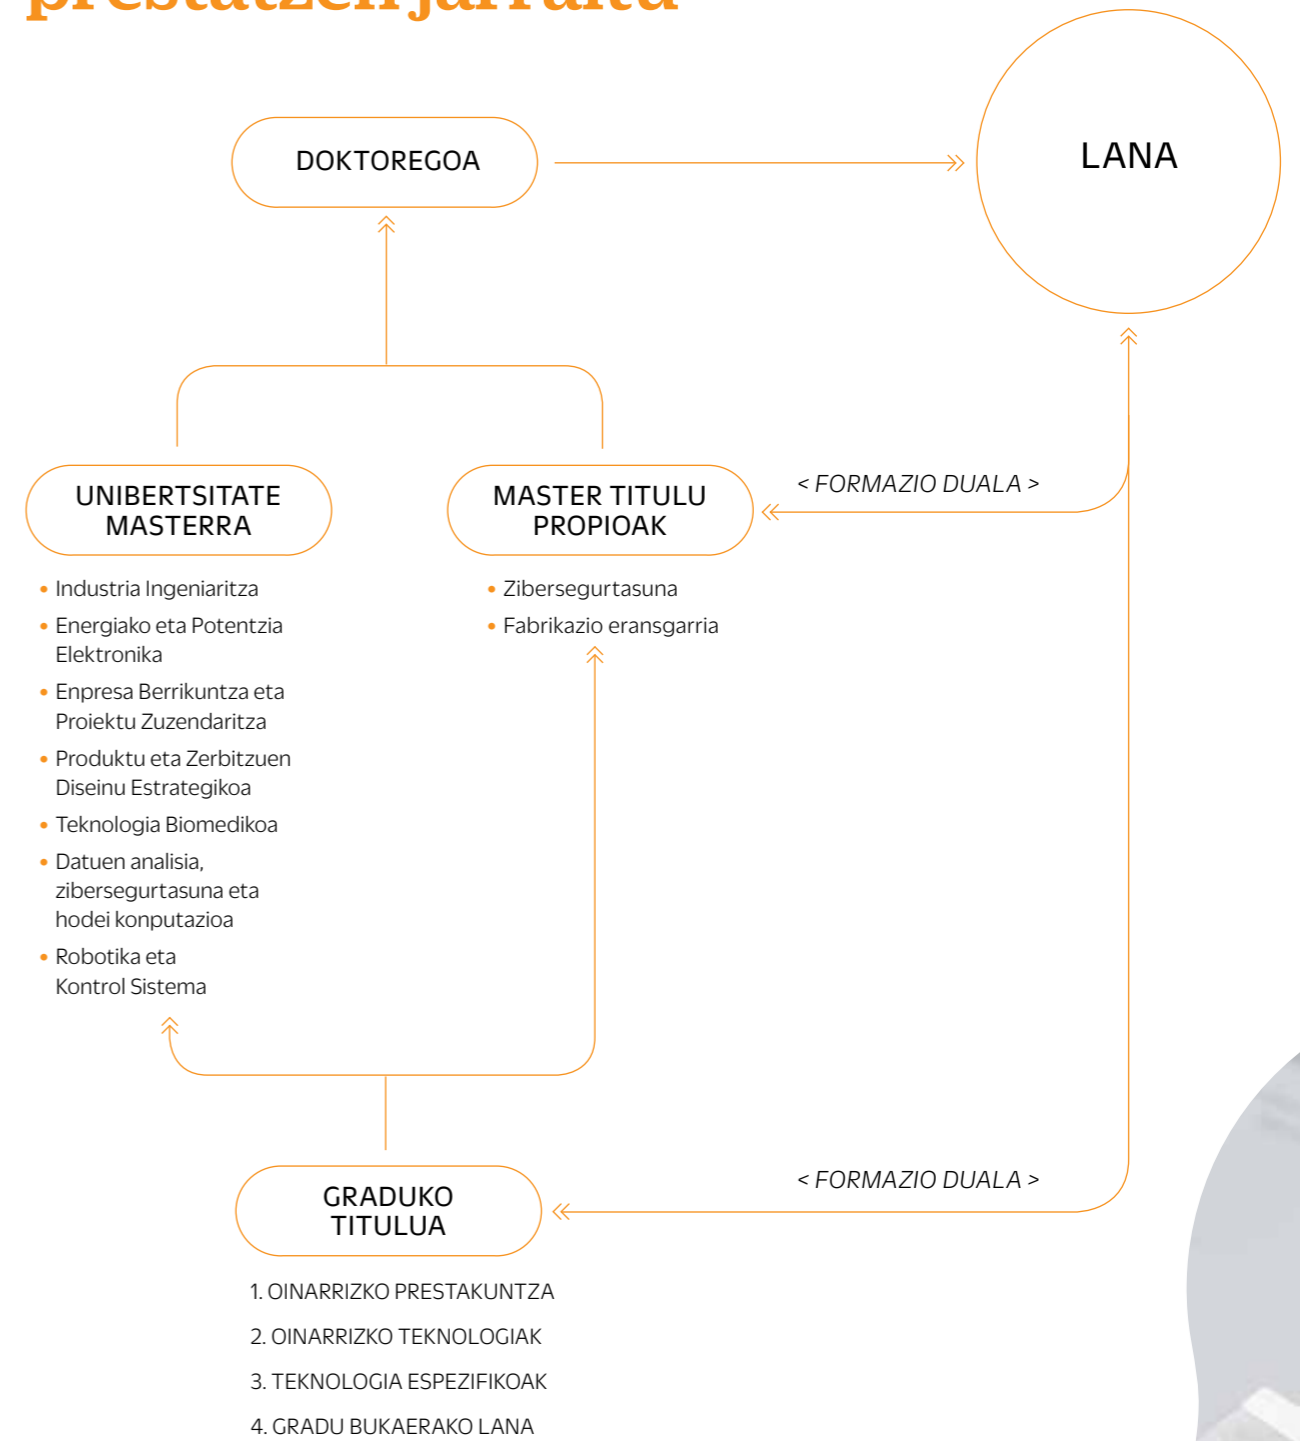 prestatzen jarraitu
DOKTOREGOA
LANA
UNIBERTSITATE
MASTERRA
MASTER TITULU
PROPIOAK
< FORMAZIO DUALA >
• Industria Ingeniaritza
• Energiako eta Potentzia
Elektronika
• Enpresa Berrikuntza eta
Proiektu Zuzendaritza
• Produktu eta Zerbitzuen
Diseinu Estrategikoa
• Teknologia Biomedikoa
• Datuen analisia,
zibersegurtasuna eta
hodei konputazioa
• Robotika eta
Kontrol Sistema
• Zibersegurtasuna
• Fabrikazio eransgarria
GRADUKO
TITULUA
< FORMAZIO DUALA >
1. OINARRIZKO PRESTAKUNTZA
2. OINARRIZKO TEKNOLOGIAK
3. TEKNOLOGIA ESPEZIFIKOAK
4. GRADU BUKAERAKO LANA